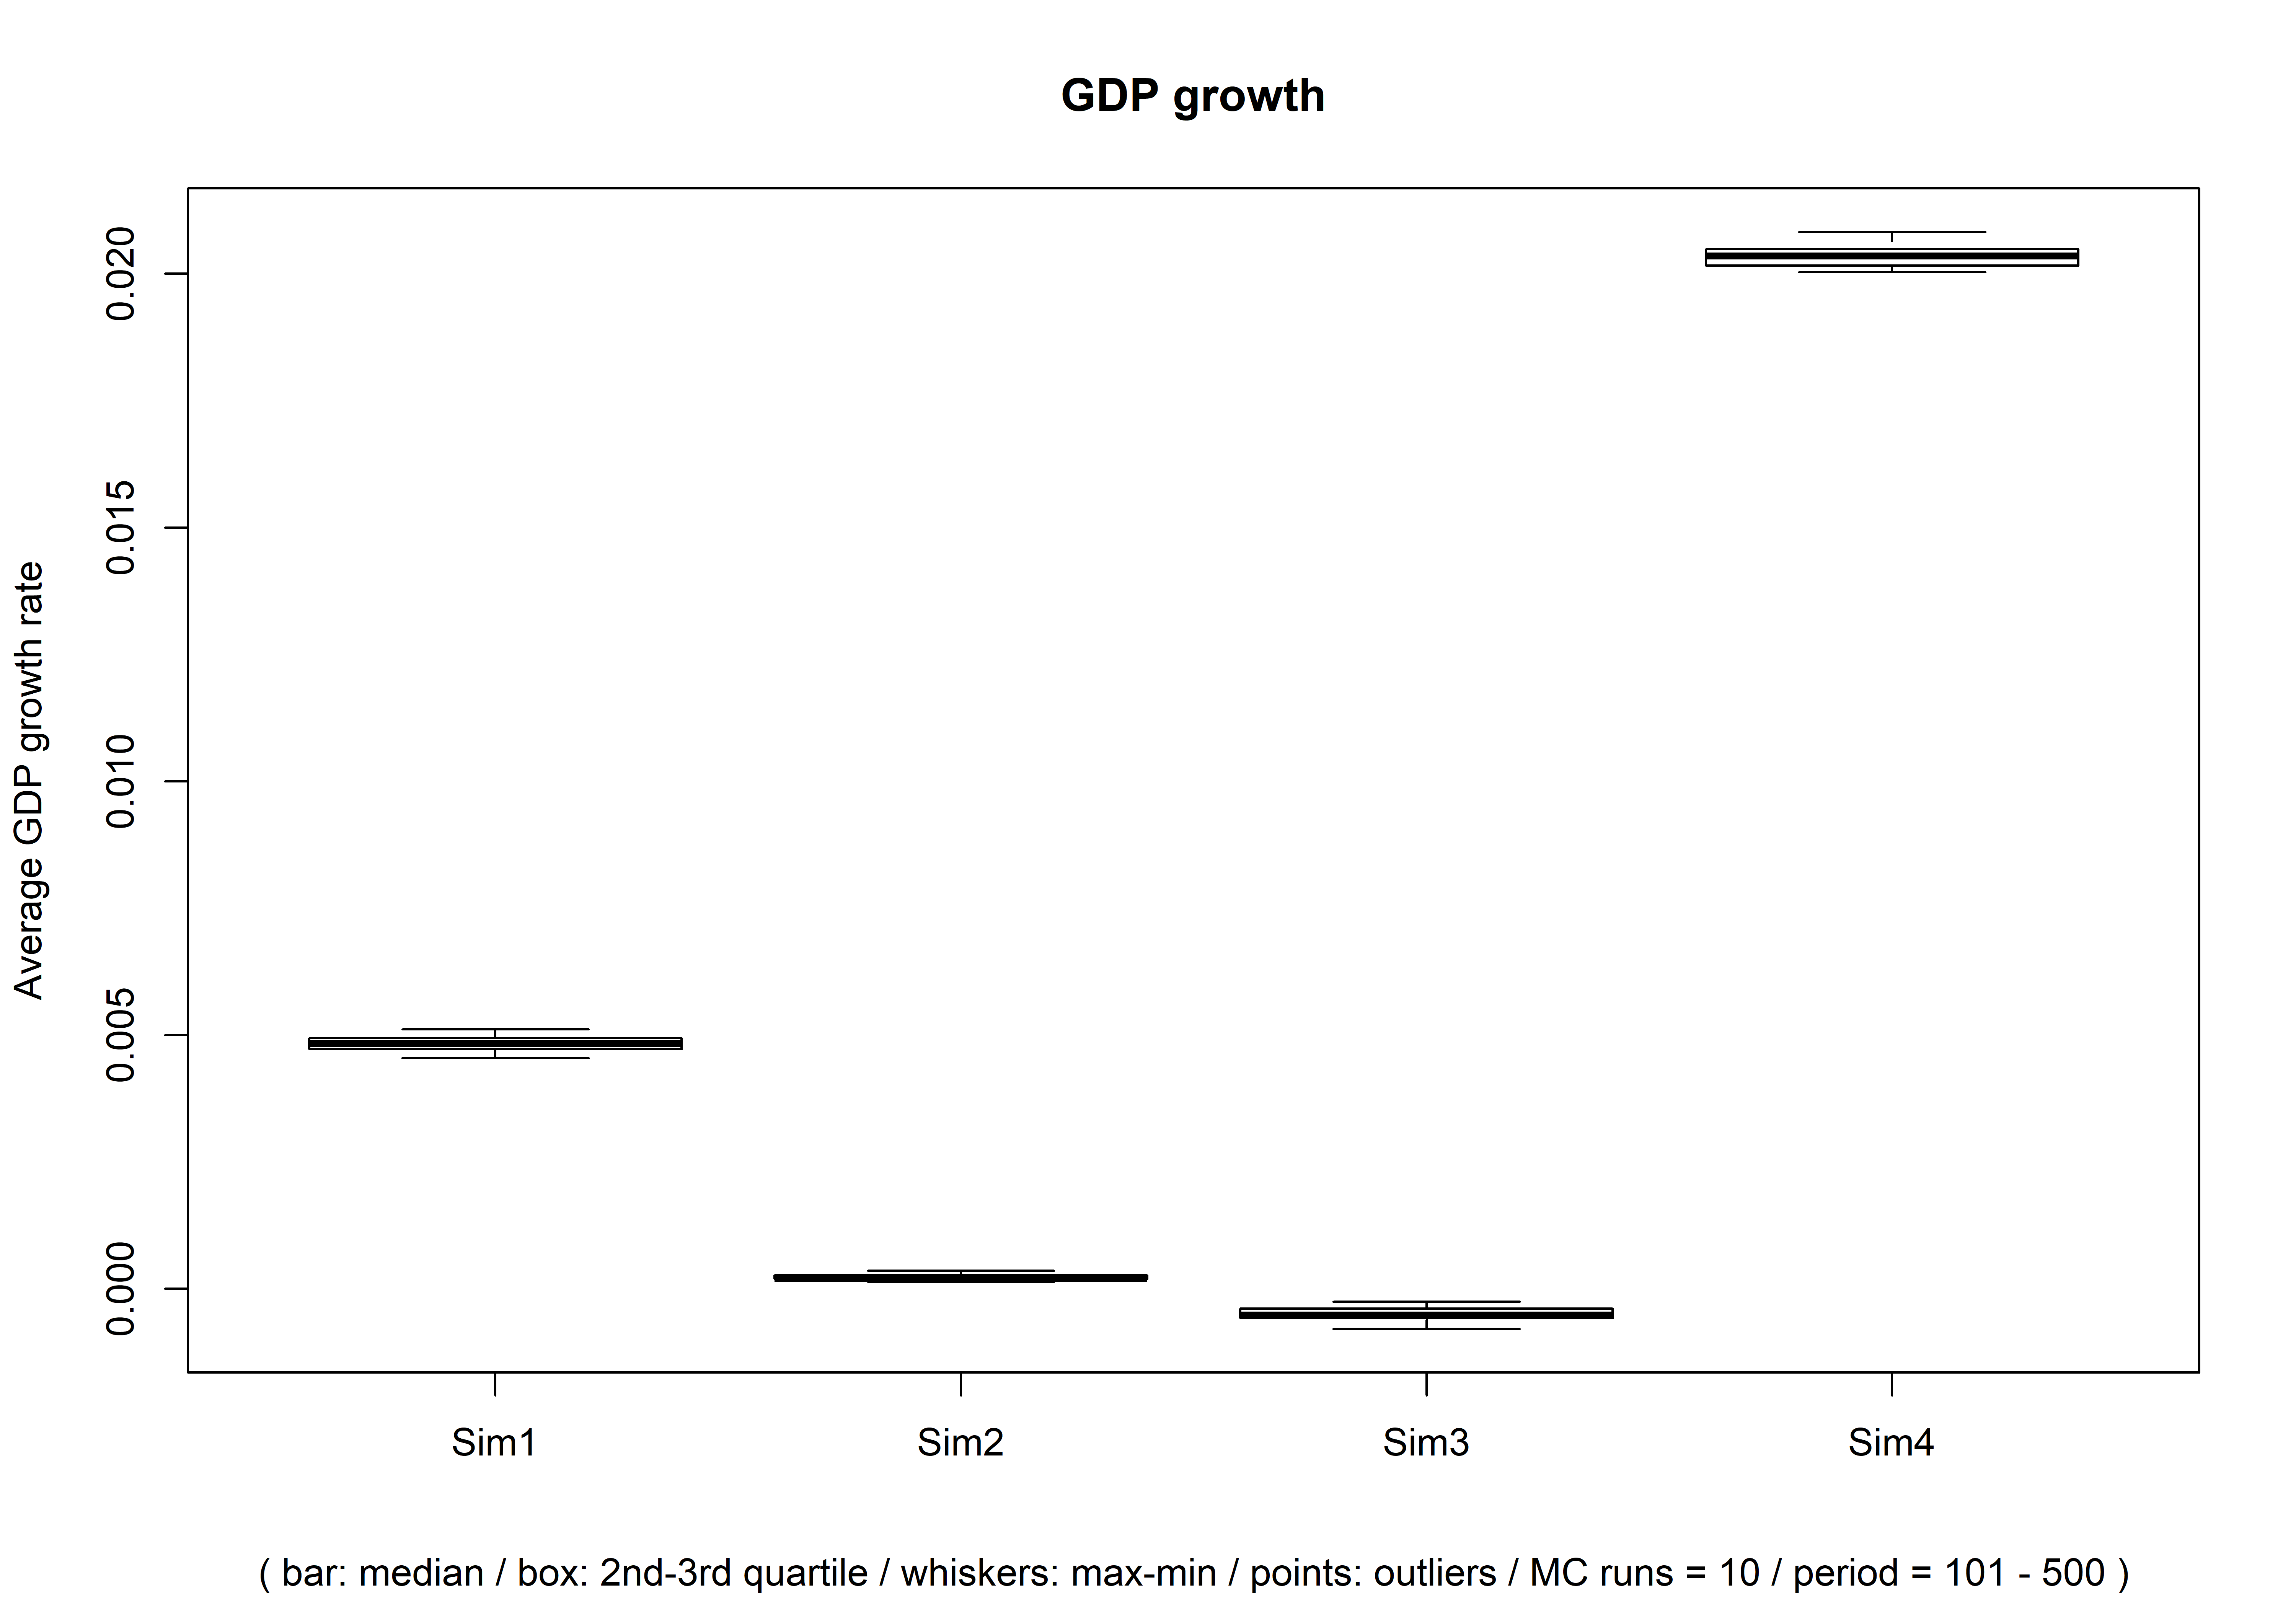 GDP growth
Average GDP growth rate
0.020
0.015
0.010
0.005
0.000
Sim1
Sim2
Sim3
Sim4
( bar: median / box: 2nd-3rd quartile / whiskers: max-min / points: outliers / MC runs = 10 / period = 101 - 500 )